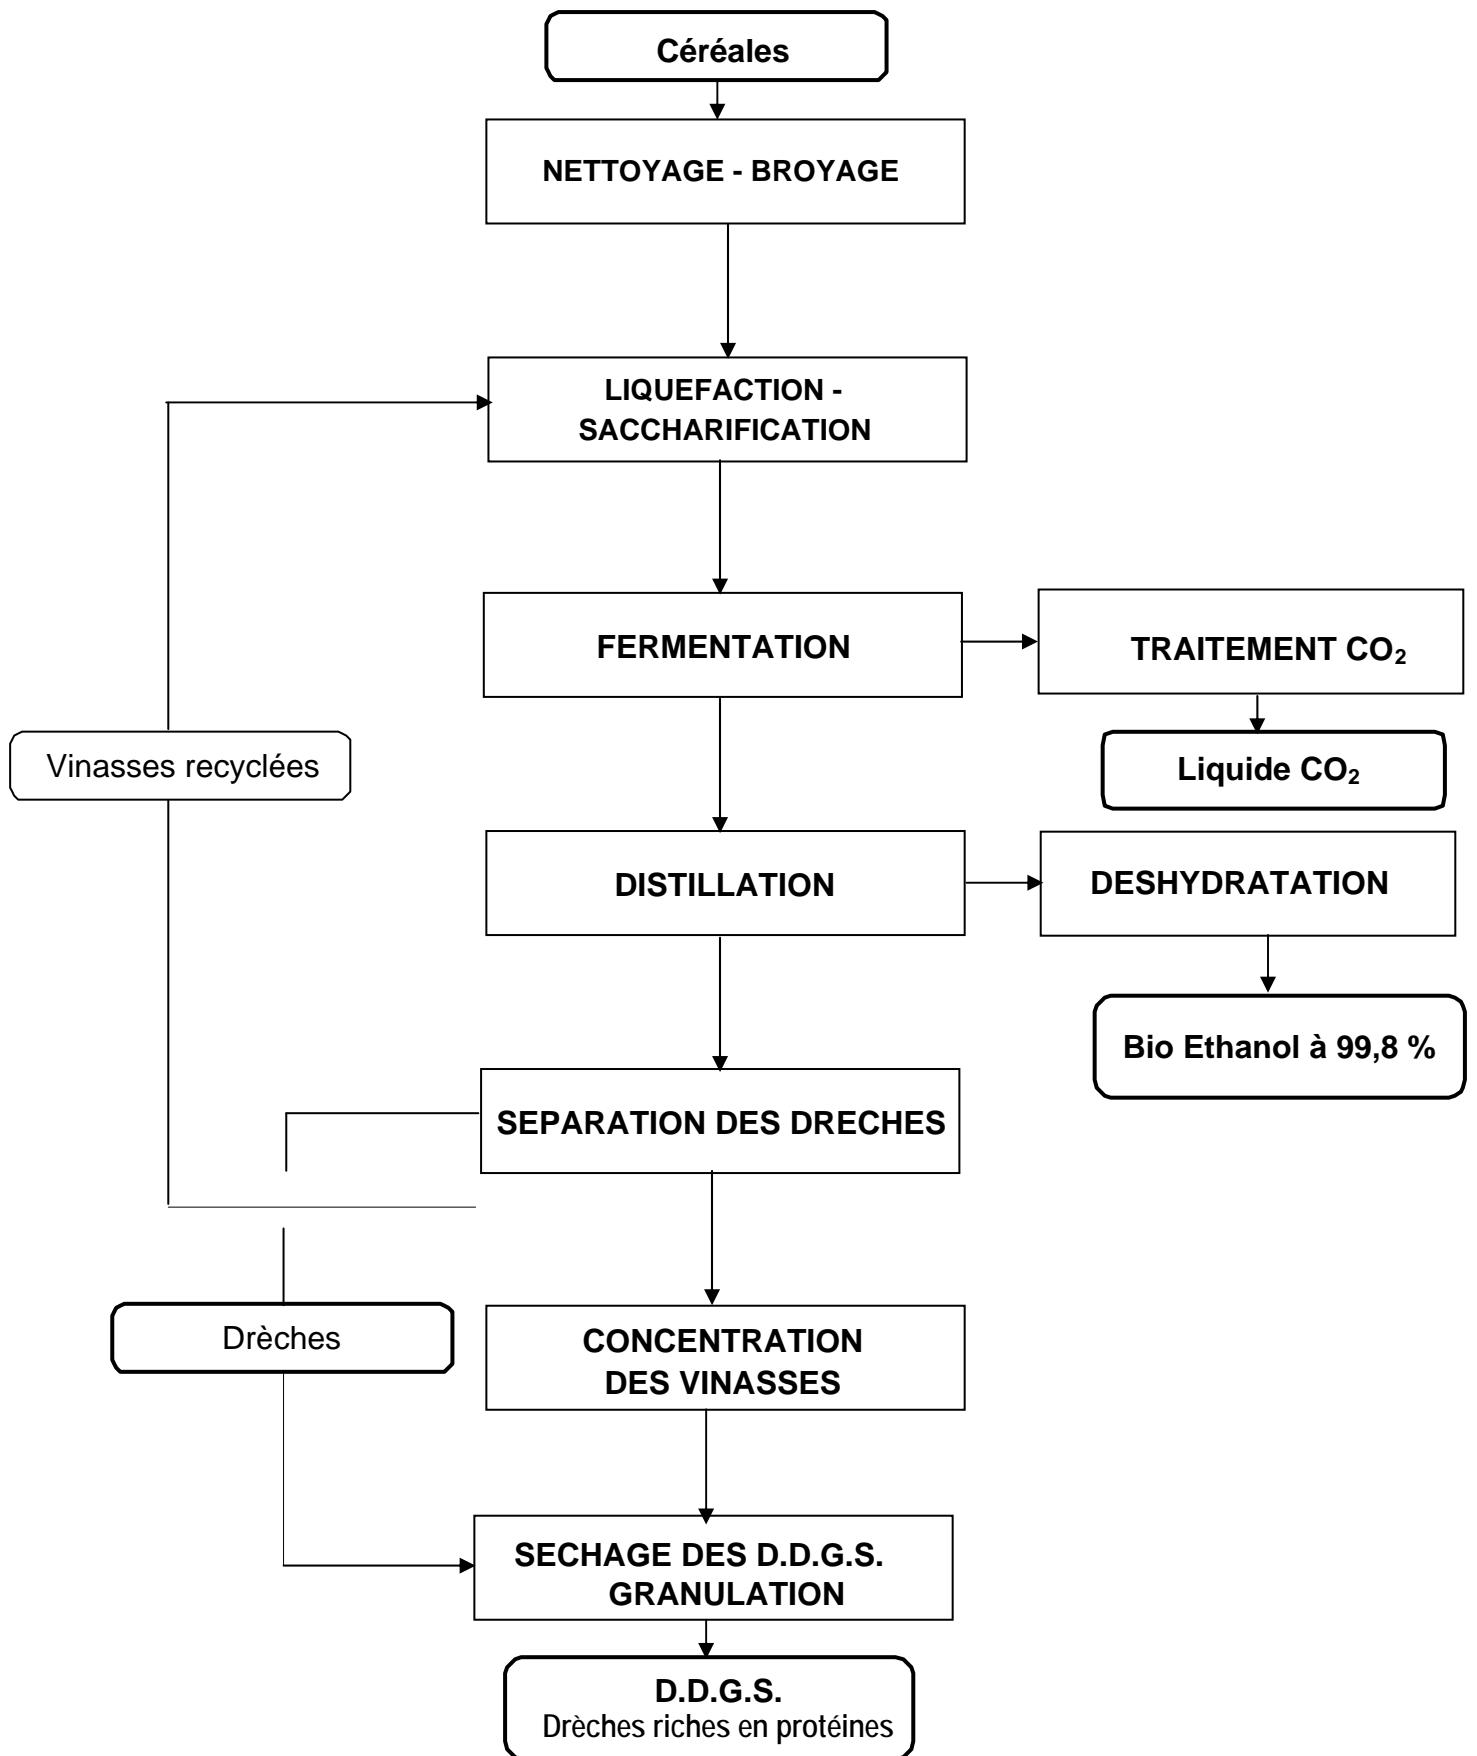 Céréales
NETTOYAGE - BROYAGE
LIQUEFACTION -
SACCHARIFICATION
FERMENTATION
TRAITEMENT CO₂
Vinasses recyclées
Liquide CO₂
DISTILLATION
DESHYDRATATION
Bio Ethanol à 99,8 %
SEPARATION DES DRECHES
Drèches
CONCENTRATION
DES VINASSES
SECHAGE DES D.D.G.S.
GRANULATION
D.D.G.S.
Drèches riches en protéines